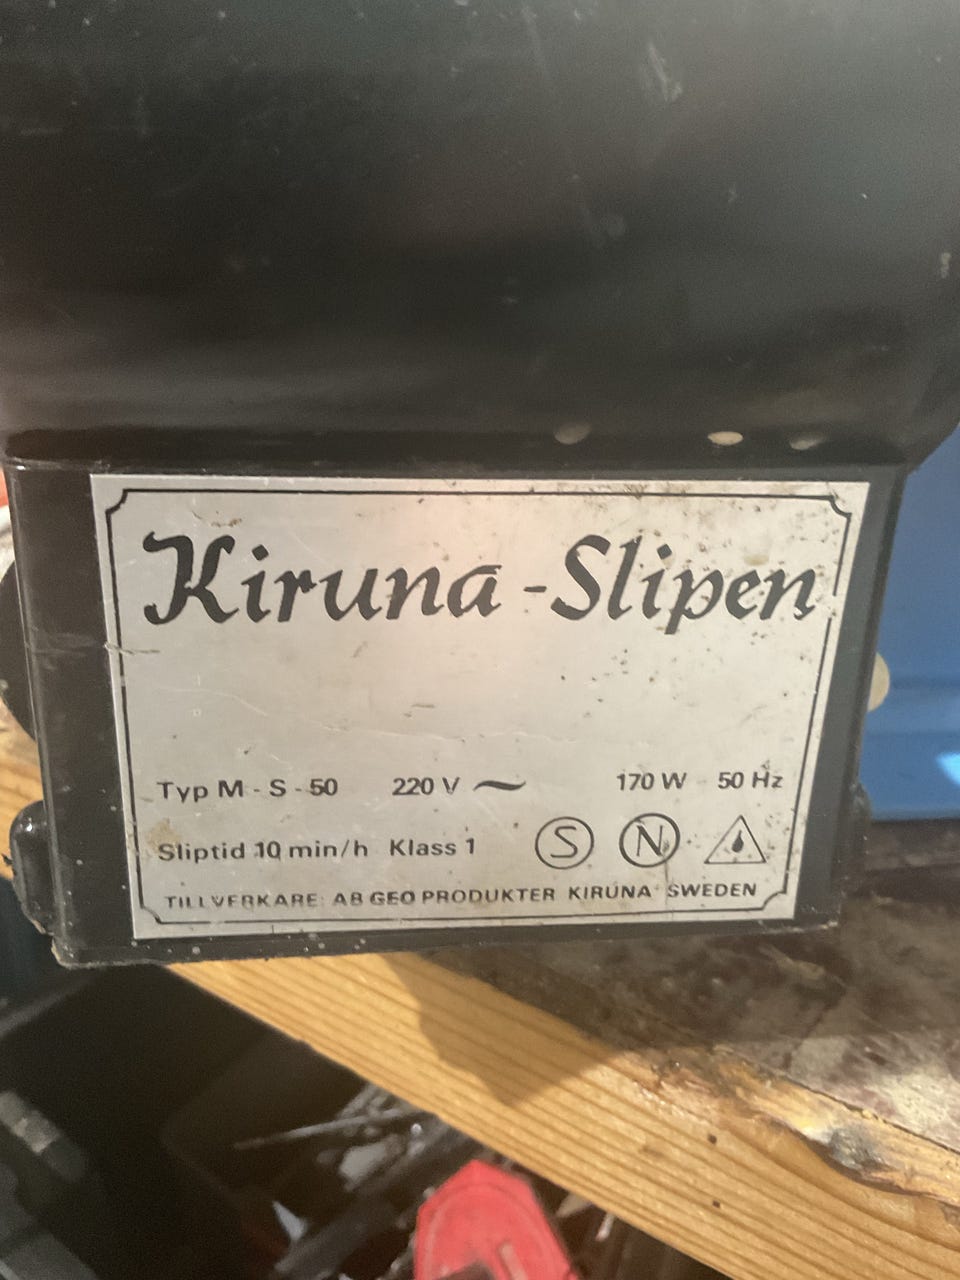 Kiruna-Slipen
Typ M-S-50 220 V ~ 170 W 50 Hz
Sliptid 10 min/h Klass 1 S N
TILLVERKARE: AB GEO PRODUKTER KIRUNA SWEDEN